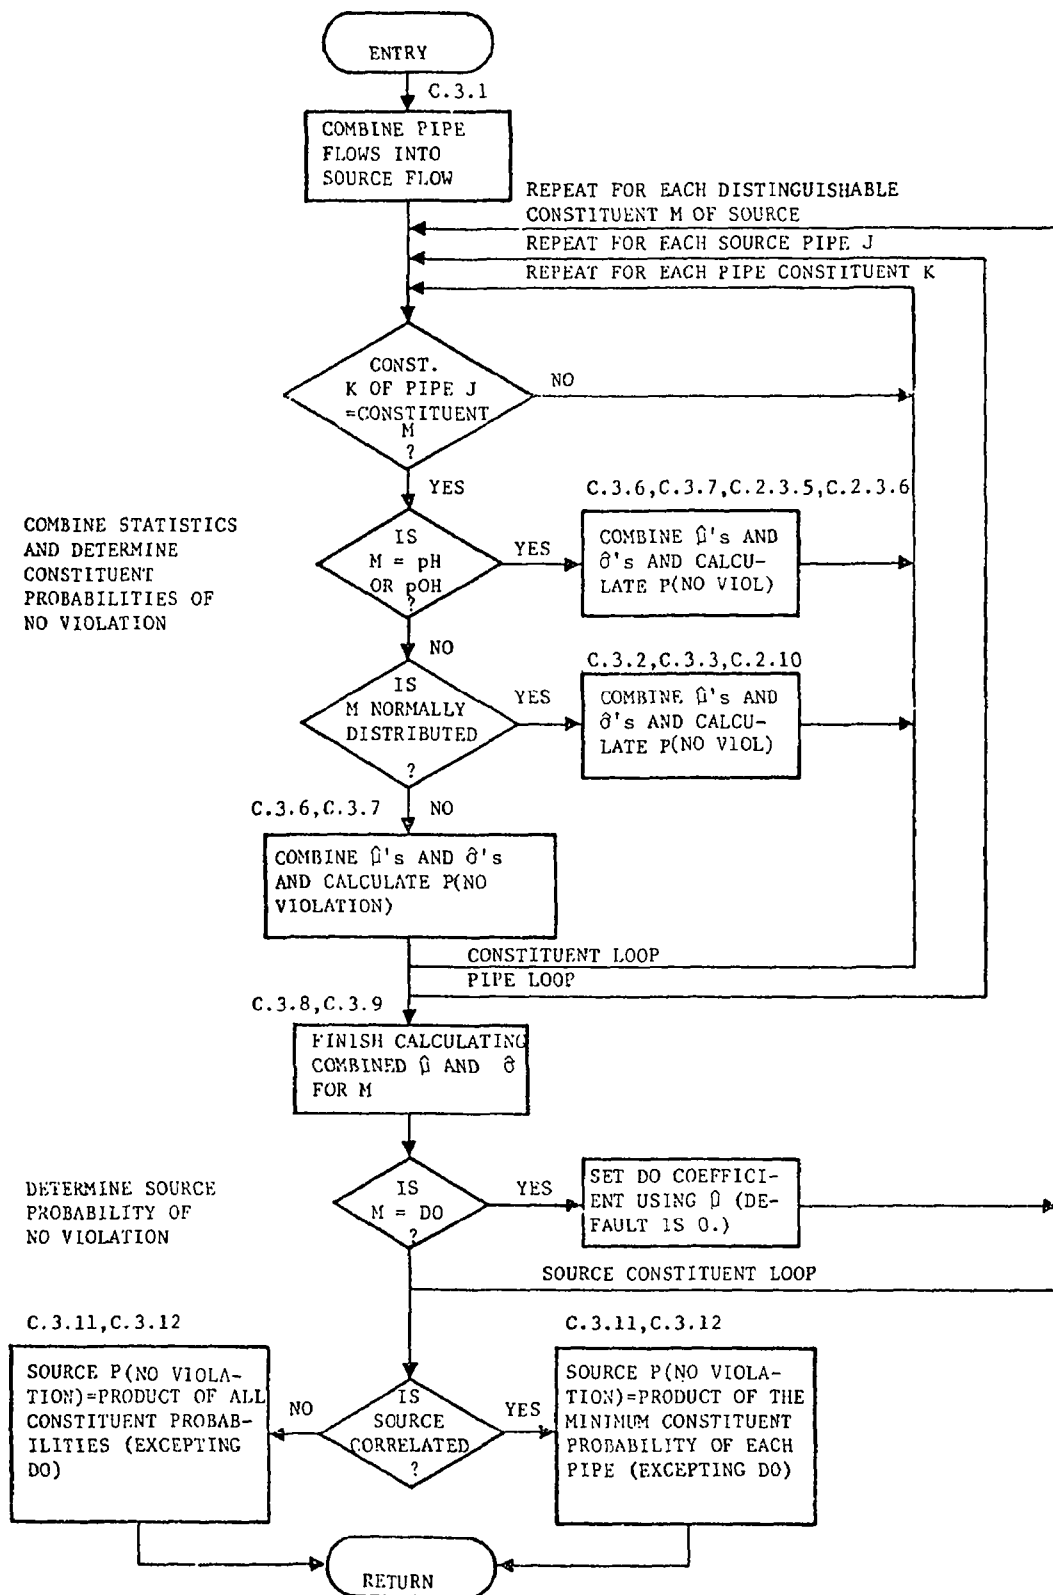 ENTRY
C.3.1
COMBINE PIPE
FLOWS INTO
SOURCE FLOW
REPEAT FOR EACH DISTINGUISHABLE
CONSTITUENT M OF SOURCE
REPEAT FOR EACH SOURCE PIPE J
REPEAT FOR EACH PIPE CONSTITUENT K
CONST.
K OF PIPE J
=CONSTITUENT
M
?
NO
YES
COMBINE STATISTICS
AND DETERMINE
CONSTITUENT
PROBABILITIES OF
NO VIOLATION
IS
M = pH
OR pOH
?
YES
C.3.6,C.3.7,C.2.3.5,C.2.3.6
COMBINE μ̂'s AND
σ̂'s AND CALCU-
LATE P(NO VIOL)
NO
IS
M NORMALLY
DISTRIBUTED
?
YES
C.3.2,C.3.3,C.2.10
COMBINE μ̂'s AND
σ̂'s AND CALCU-
LATE P(NO VIOL)
NO
C.3.6,C.3.7
COMBINE μ̂'s AND σ̂'s
AND CALCULATE P(NO
VIOLATION)
CONSTITUENT LOOP
PIPE LOOP
C.3.8,C.3.9
FINISH CALCULATING
COMBINED μ̂ AND σ̂
FOR M
DETERMINE SOURCE
PROBABILITY OF
NO VIOLATION
IS
M = DO
?
YES
SET DO COEFFICI-
ENT USING μ̂ (DE-
FAULT IS 0.)
SOURCE CONSTITUENT LOOP
C.3.11,C.3.12
SOURCE P(NO VIOLA-
TION)=PRODUCT OF ALL
CONSTITUENT PROBAB-
ILITIES (EXCEPTING
DO)
NO
IS
SOURCE
CORRELATED
?
YES
C.3.11,C.3.12
SOURCE P(NO VIOLA-
TION)=PRODUCT OF THE
MINIMUM CONSTITUENT
PROBABILITY OF EACH
PIPE (EXCEPTING DO)
RETURN